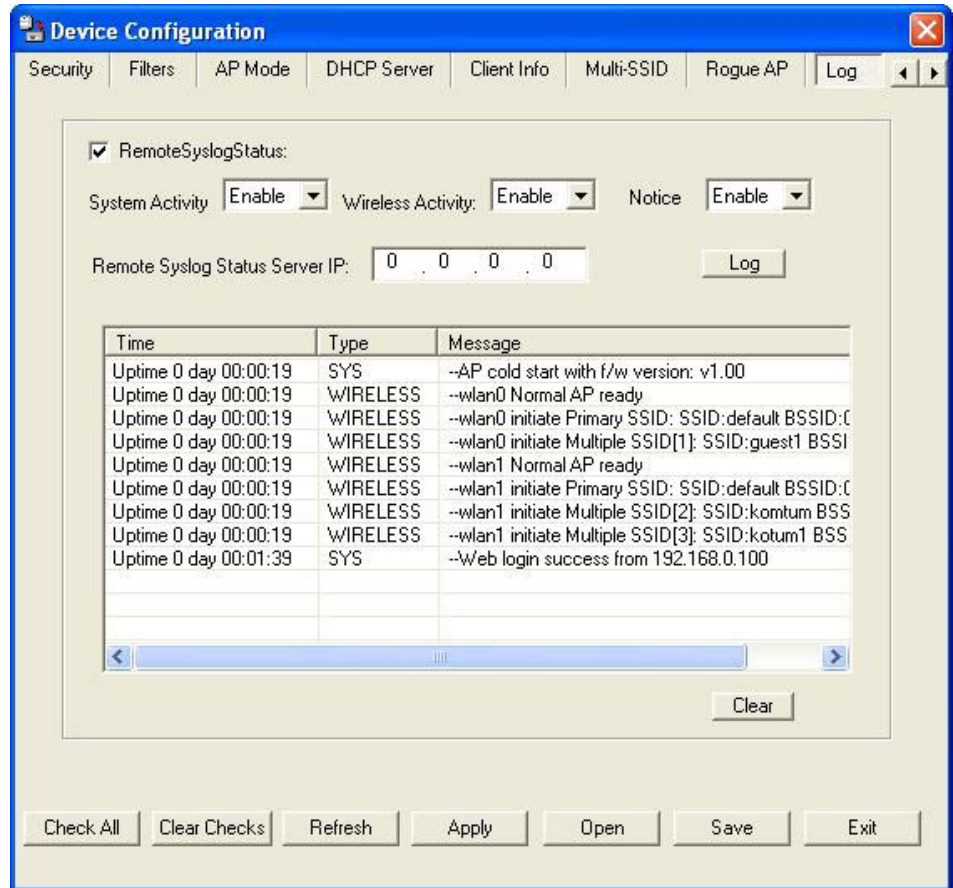 Device Configuration
Security Filters AP Mode DHCP Server Client Info Multi-SSID Rogue AP Log
RemoteSyslogStatus:
System Activity Enable Wireless Activity: Enable Notice Enable
Remote Syslog Status Server IP: 0 . 0 . 0 . 0 Log
Time Type Message
Uptime 0 day 00:00:19 SYS --AP cold start with f/w version: v1.00
Uptime 0 day 00:00:19 WIRELESS --wlan0 Normal AP ready
Uptime 0 day 00:00:19 WIRELESS --wlan0 initiate Primary SSID: SSID:default BSSID:0
Uptime 0 day 00:00:19 WIRELESS --wlan0 initiate Multiple SSID[1]: SSID:guest1 BSSI
Uptime 0 day 00:00:19 WIRELESS --wlan1 Normal AP ready
Uptime 0 day 00:00:19 WIRELESS --wlan1 initiate Primary SSID: SSID:default BSSID:0
Uptime 0 day 00:00:19 WIRELESS --wlan1 initiate Multiple SSID[2]: SSID:komtum BSS
Uptime 0 day 00:00:19 WIRELESS --wlan1 initiate Multiple SSID[3]: SSID:kotum1 BSS
Uptime 0 day 00:01:39 SYS --Web login success from 192.168.0.100
Clear
Check All Clear Checks Refresh Apply Open Save Exit